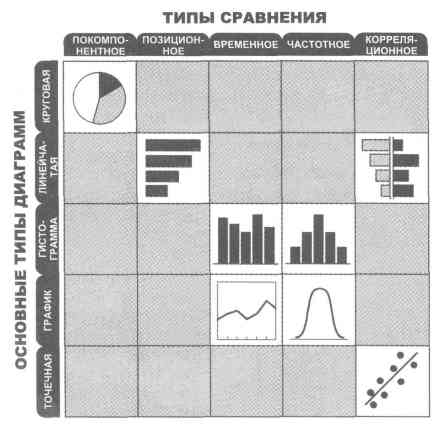 ТИПЫ СРАВНЕНИЯ
ПОКОМПО-
НЕНТНОЕ
ПОЗИЦИОН-
НОЕ
ВРЕМЕННОЕ
ЧАСТОТНОЕ
КОРРЕЛЯ-
ЦИОННОЕ
ОСНОВНЫЕ ТИПЫ ДИАГРАММ
КРУГОВАЯ
ЛИНЕЙЧА-
ТАЯ
ГИСТО-
ГРАММА
ГРАФИК
ТОЧЕЧНАЯ